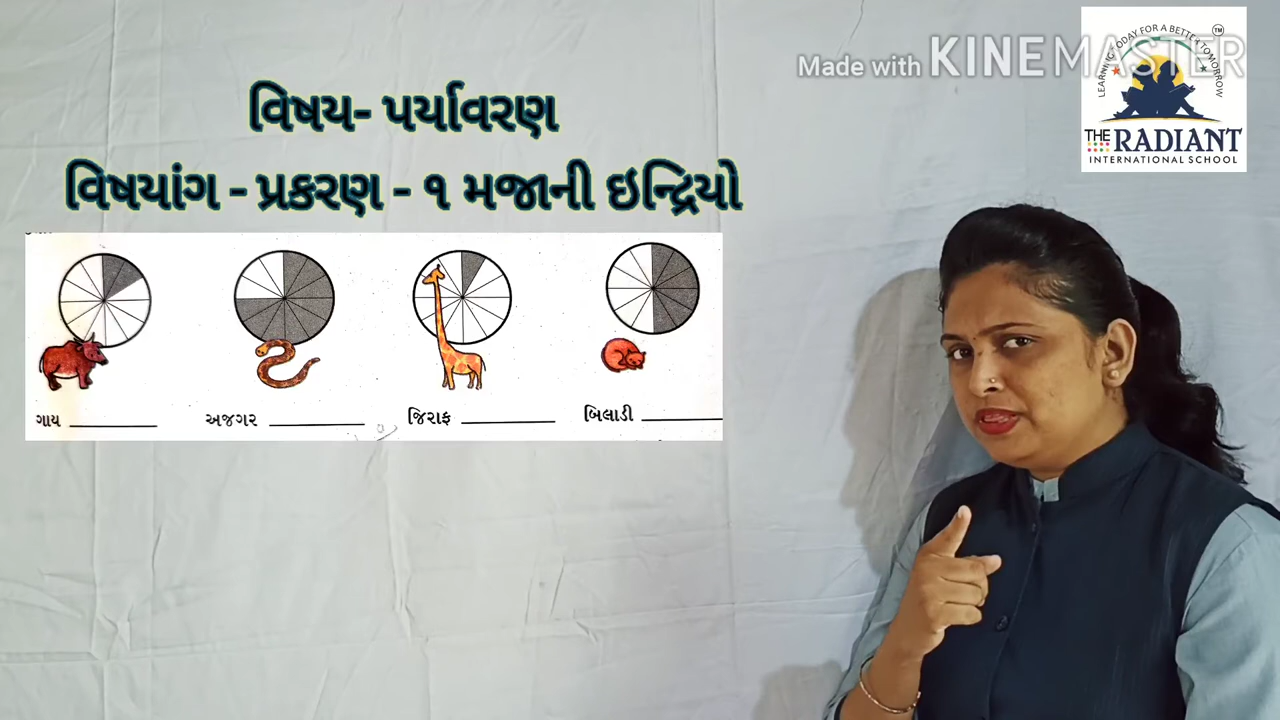 Made with KINEMASTER
LEARNING TODAY FOR A BETTER TOMORROW
TM
THE RADIANT
INTERNATIONAL SCHOOL
વિષય- પર્યાવરણ
વિષયાંગ - પ્રકરણ - ૧ મજાની ઇન્દ્રિયો
ગાય
અજગર
જિરાફ
બિલાડી